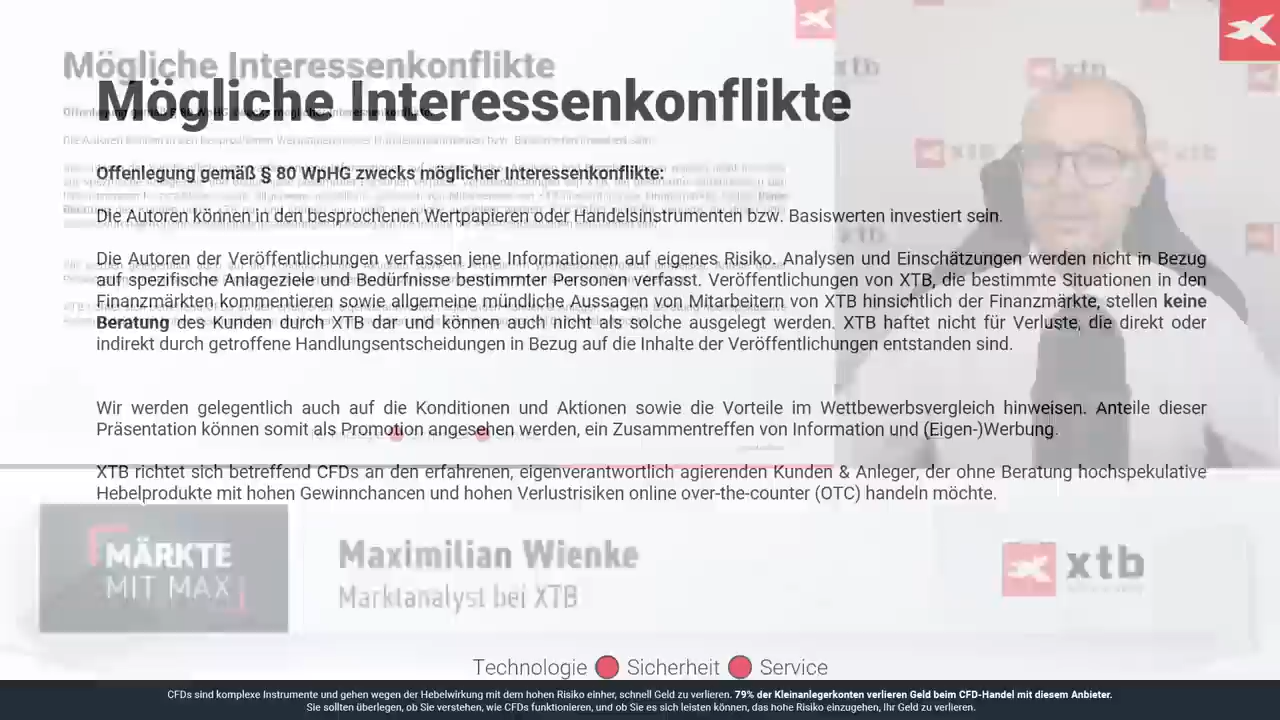 Mögliche Interessenkonflikte
Mögliche Interessenkonflikte
Offenlegung gemäß § 80 WpHG zwecks möglicher Interessenkonflikte:
Die Autoren können in den besprochenen Wertpapieren oder Handelsinstrumenten bzw. Basiswerten investiert sein.
Die Autoren der Veröffentlichungen verfassen jene Informationen auf eigenes Risiko. Analysen und Einschätzungen werden nicht in Bezug
auf spezifische Anlageziele und Bedürfnisse bestimmter Personen verfasst. Veröffentlichungen von XTB, die bestimmte Situationen in den
Finanzmärkten kommentieren sowie allgemeine mündliche Aussagen von Mitarbeitern von XTB hinsichtlich der Finanzmärkte, stellen keine
Beratung des Kunden durch XTB dar und können auch nicht als solche ausgelegt werden. XTB haftet nicht für Verluste, die direkt oder
indirekt durch getroffene Handlungsentscheidungen in Bezug auf die Inhalte der Veröffentlichungen entstanden sind.
Wir werden gelegentlich auch auf die Konditionen und Aktionen sowie die Vorteile im Wettbewerbsvergleich hinweisen. Anteile dieser
Präsentation können somit als Promotion angesehen werden, ein Zusammentreffen von Information und (Eigen-)Werbung.
XTB richtet sich betreffend CFDs an den erfahrenen, eigenverantwortlich agierenden Kunden & Anleger, der ohne Beratung hochspekulative
Hebelprodukte mit hohen Gewinnchancen und hohen Verlustrisiken online over-the-counter (OTC) handeln möchte.
xtb
xtb
xtb
xtb
MÄRKTE
MIT MAX
Maximilian Wienke
Marktanalyst bei XTB
xtb
Technologie Sicherheit Service
CFDs sind komplexe Instrumente und gehen wegen der Hebelwirkung mit dem hohen Risiko einher, schnell Geld zu verlieren. 79% der Kleinanlegerkonten verlieren Geld beim CFD-Handel mit diesem Anbieter.
Sie sollten überlegen, ob Sie verstehen, wie CFDs funktionieren, und ob Sie es sich leisten können, das hohe Risiko einzugehen, Ihr Geld zu verlieren.